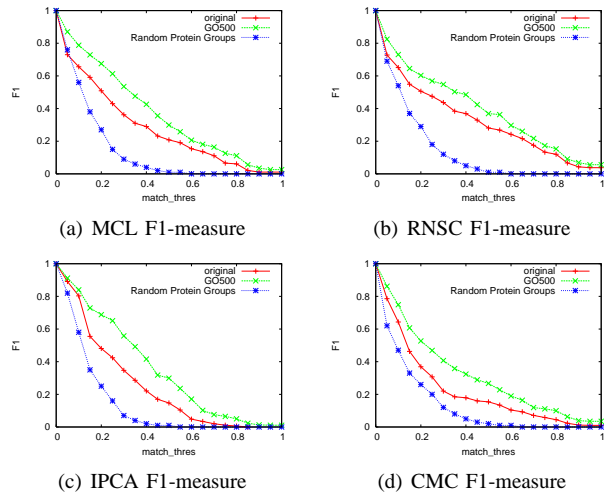 original
GO500
Random Protein Groups
F1
1
0.8
0.6
0.4
0.2
0
0 0.2 0.4 0.6 0.8 1
match_thres
(a) MCL F1-measure
original
GO500
Random Protein Groups
F1
1
0.8
0.6
0.4
0.2
0
0 0.2 0.4 0.6 0.8 1
match_thres
(b) RNSC F1-measure
original
GO500
Random Protein Groups
F1
1
0.8
0.6
0.4
0.2
0
0 0.2 0.4 0.6 0.8 1
match_thres
(c) IPCA F1-measure
original
GO500
Random Protein Groups
F1
1
0.8
0.6
0.4
0.2
0
0 0.2 0.4 0.6 0.8 1
match_thres
(d) CMC F1-measure